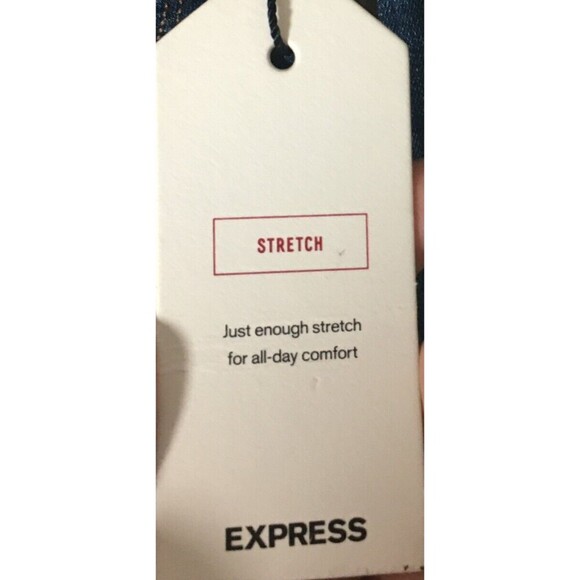 STRETCH
Just enough stretch
for all-day comfort
EXPRESS